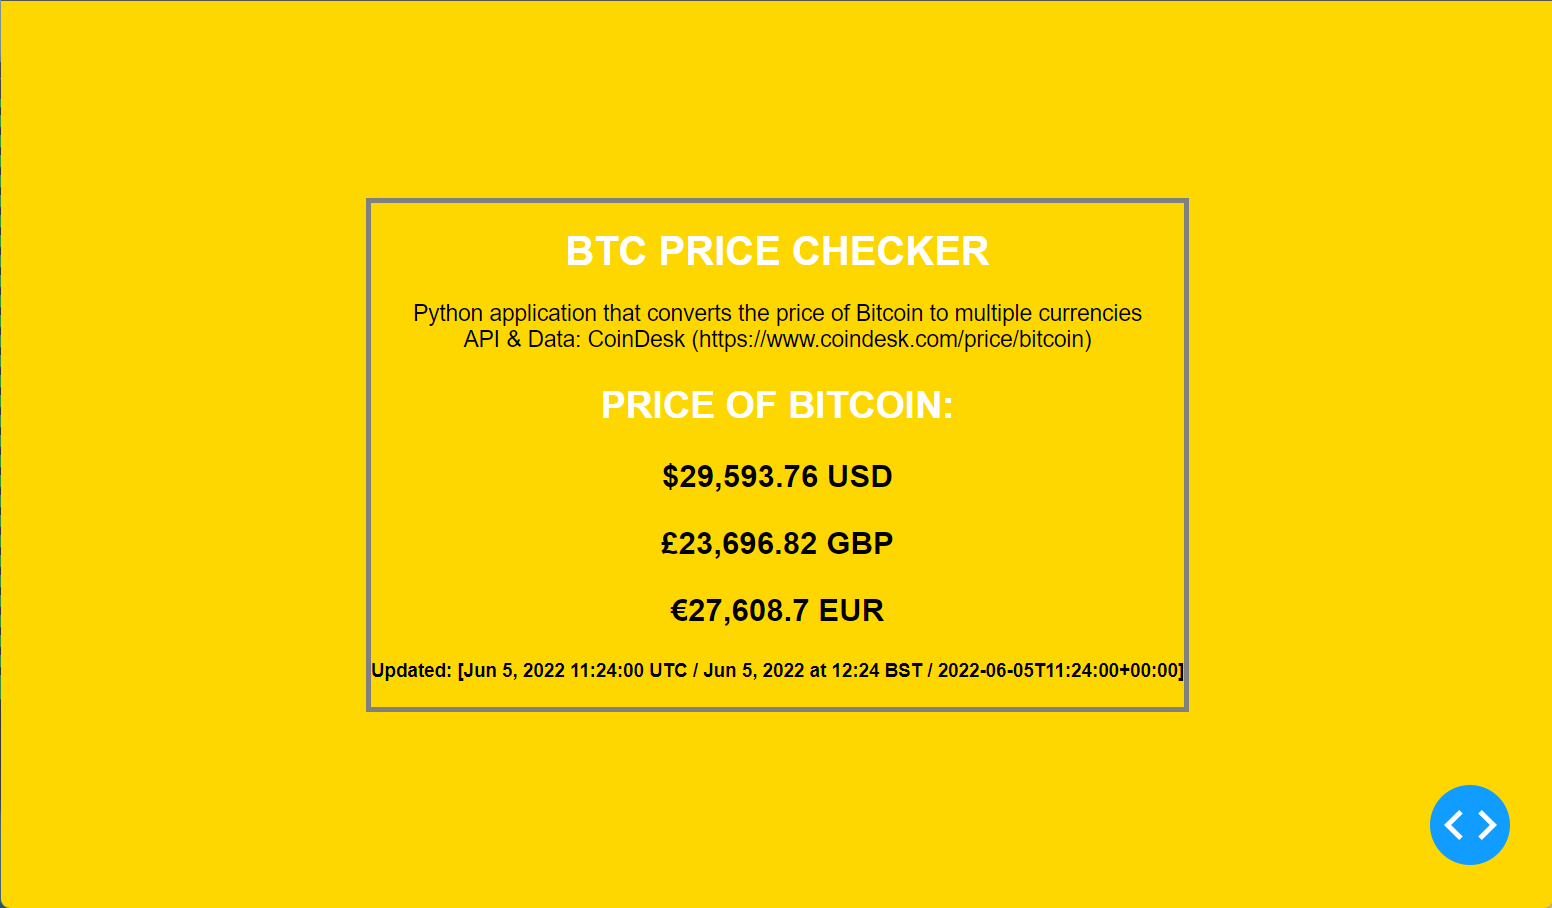 BTC PRICE CHECKER
Python application that converts the price of Bitcoin to multiple currencies
API & Data: CoinDesk (https://www.coindesk.com/price/bitcoin)
PRICE OF BITCOIN:
$29,593.76 USD
£23,696.82 GBP
€27,608.7 EUR
Updated: [Jun 5, 2022 11:24:00 UTC / Jun 5, 2022 at 12:24 BST / 2022-06-05T11:24:00+00:00]